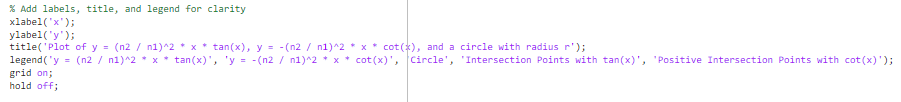 % Add labels, title, and legend for clarity
xlabel('x');
ylabel('y');
title('Plot of y = (n2 / n1)^2 * x * tan(x), y = -(n2 / n1)^2 * x * cot(x), and a circle with radius r');
legend('y = (n2 / n1)^2 * x * tan(x)', 'y = -(n2 / n1)^2 * x * cot(x)', 'Circle', 'Intersection Points with tan(x)', 'Positive Intersection Points with cot(x)');
grid on;
hold off;